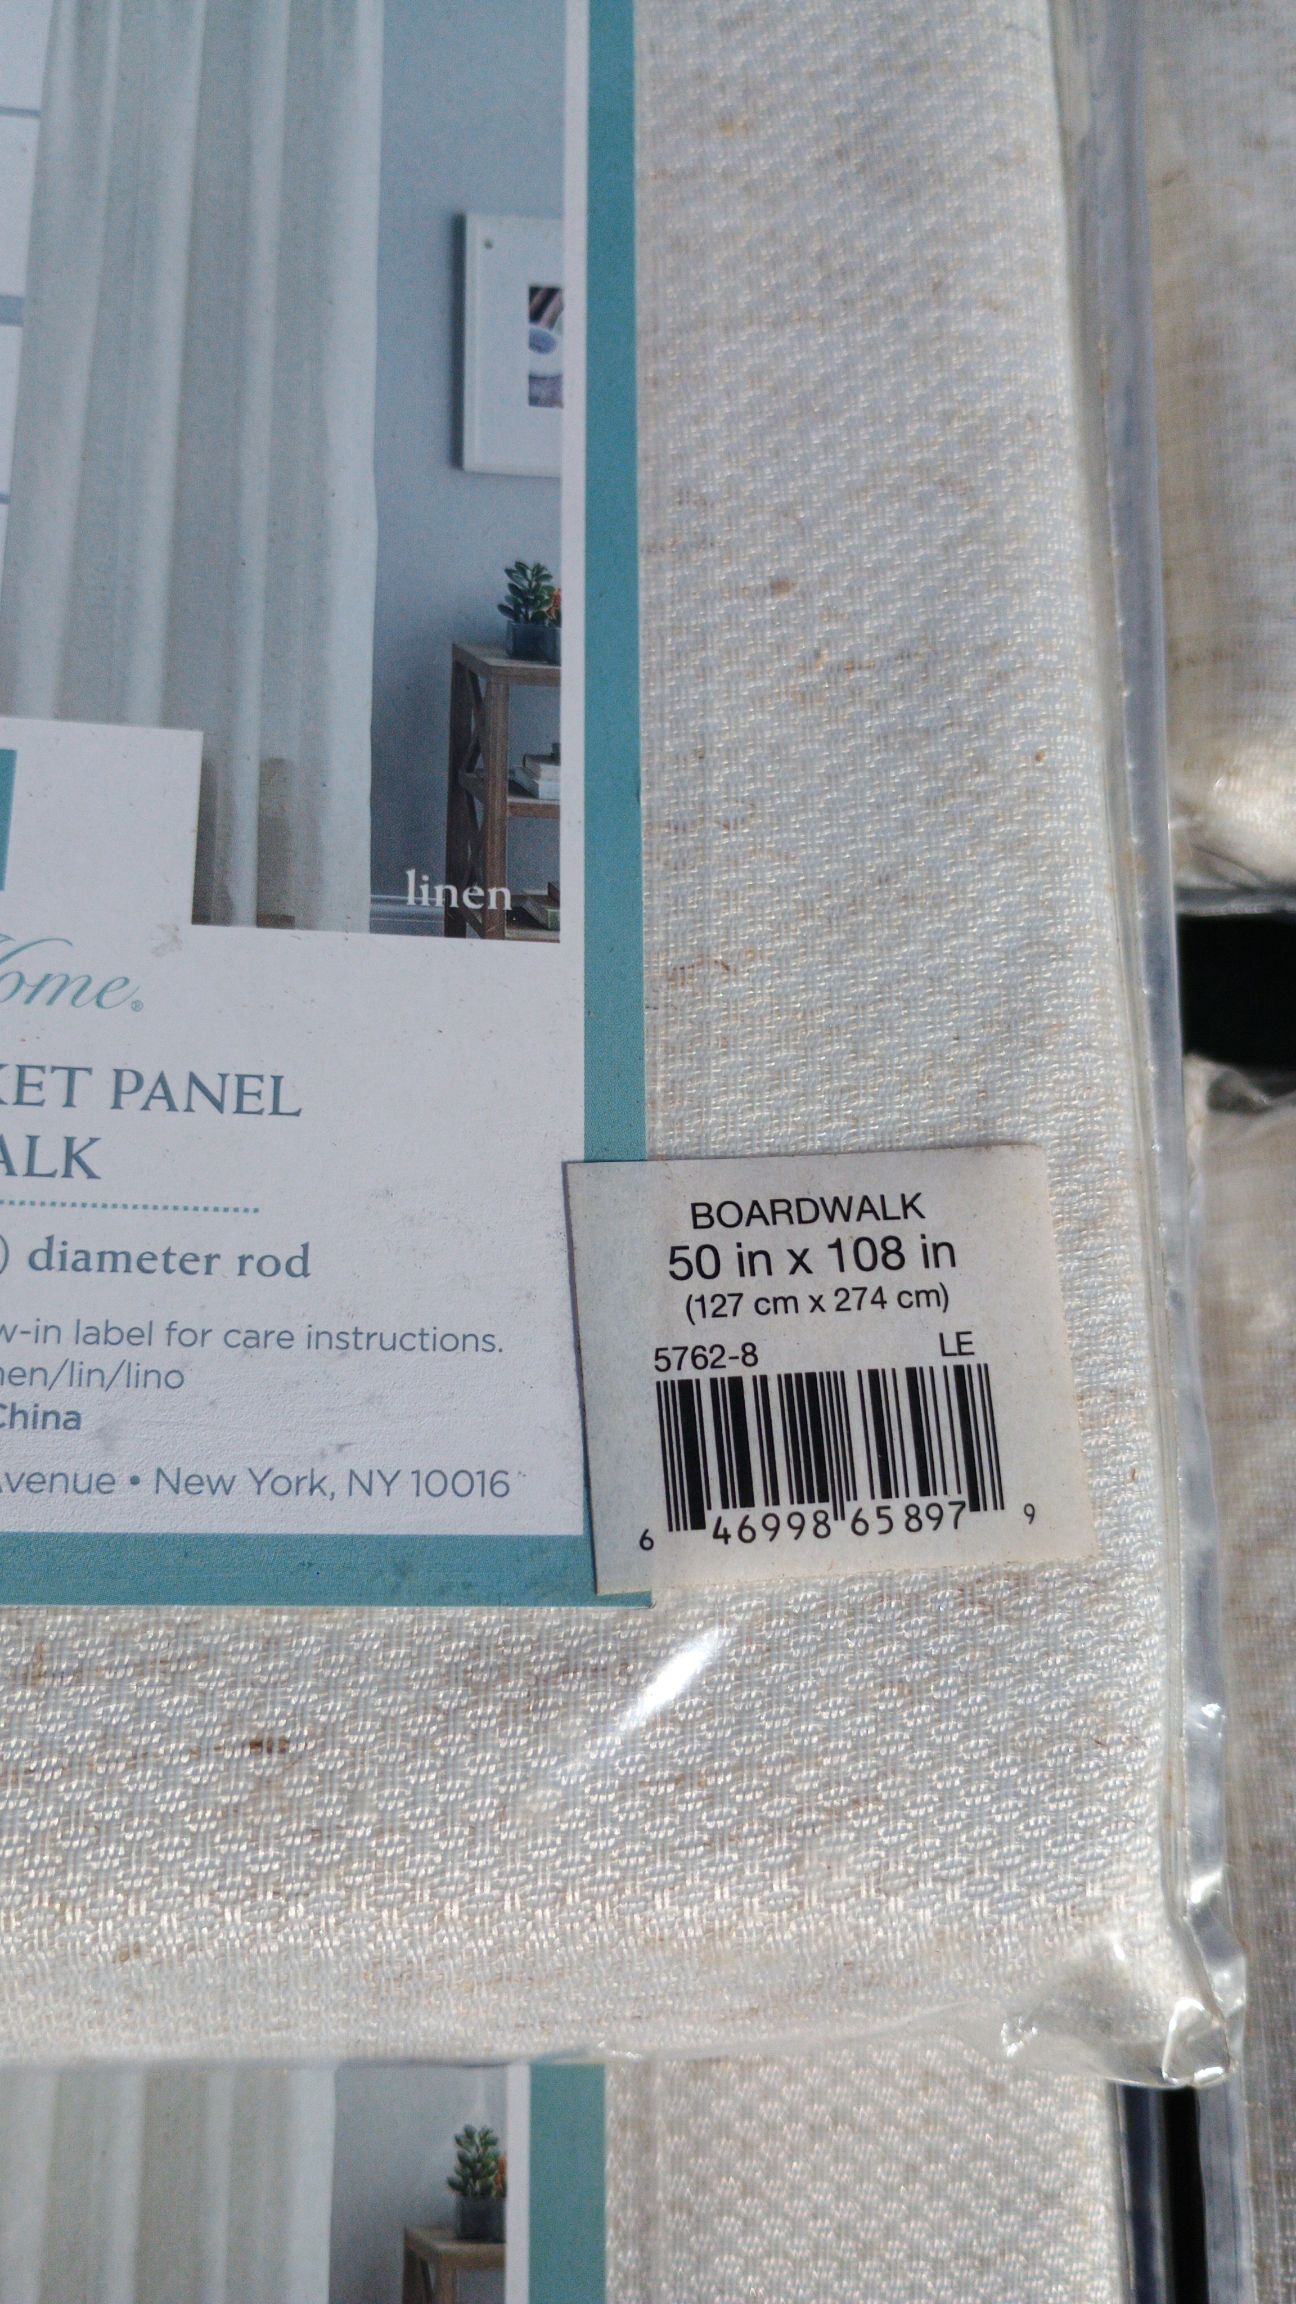 linen
ome®
KET PANEL
ALK
) diameter rod
w-in label for care instructions.
nen/lin/lino
China
venue • New York, NY 10016
BOARDWALK
50 in x 108 in
(127 cm x 274 cm)
5762-8 LE
6 46998 65897 9